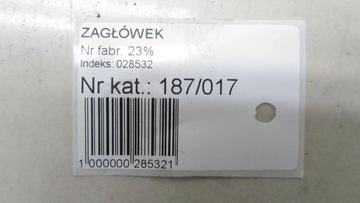 ZAGŁÓWEK
Nr fabr. 23%
Indeks: 028532
Nr kat.: 187/017
1 000000 285321